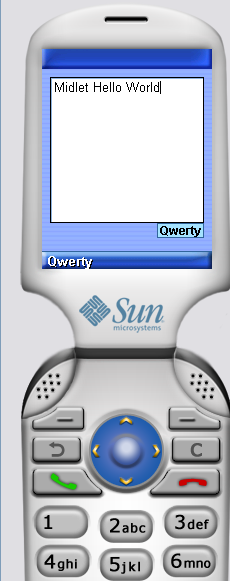 Midlet Hello World
Qwerty
Qwerty
Sun
microsystems
C
1 2abc 3def
4ghi 5jkl 6mno